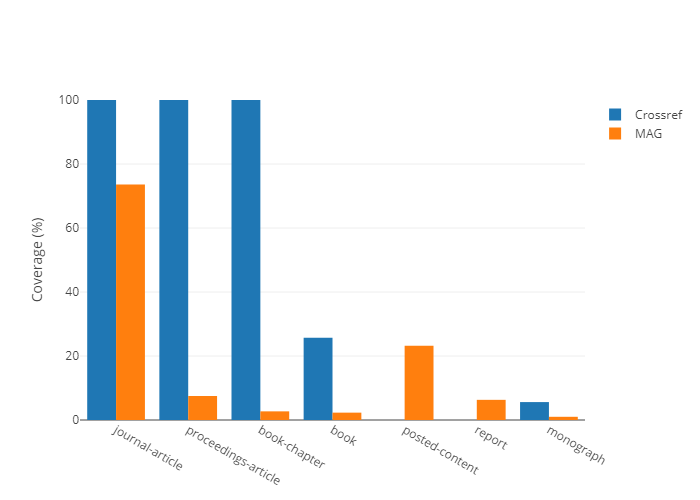 100
80
60
40
20
0
Coverage (%)
journal-article
proceedings-article
book-chapter
book
posted-content
report
monograph
Crossref
MAG